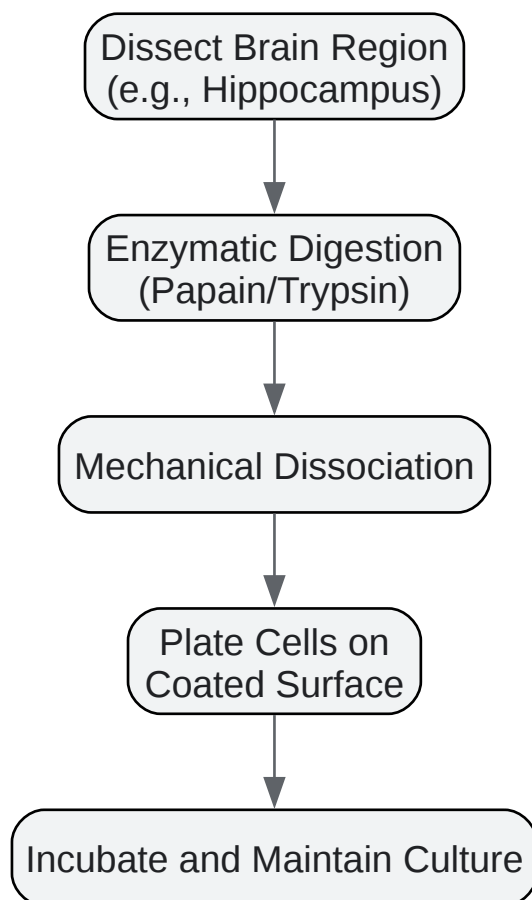 Dissect Brain Region
(e.g., Hippocampus)
Enzymatic Digestion
(Papain/Trypsin)
Mechanical Dissociation
Plate Cells on
Coated Surface
Incubate and Maintain Culture